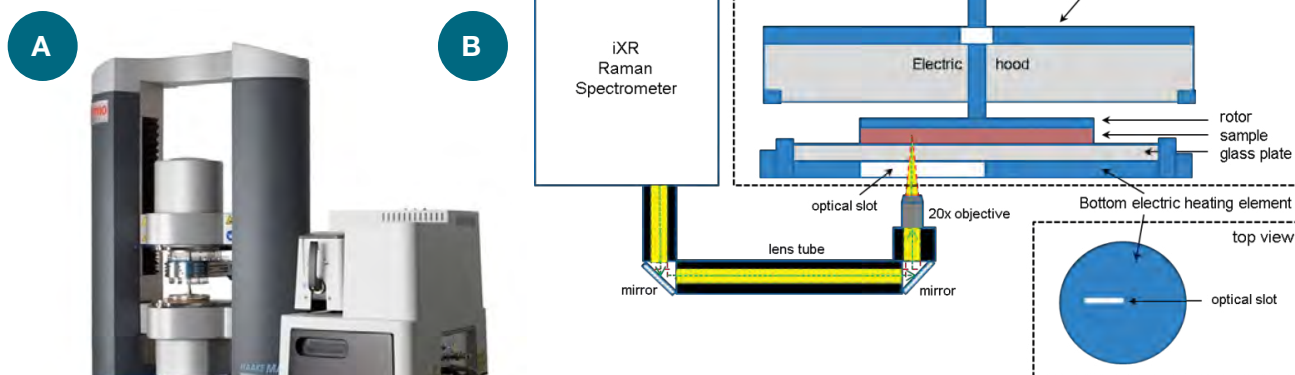 A
B
iXR
Raman
Spectrometer
Electric hood
rotor
sample
glass plate
optical slot
20x objective
Bottom electric heating element
top view
lens tube
mirror
mirror
optical slot